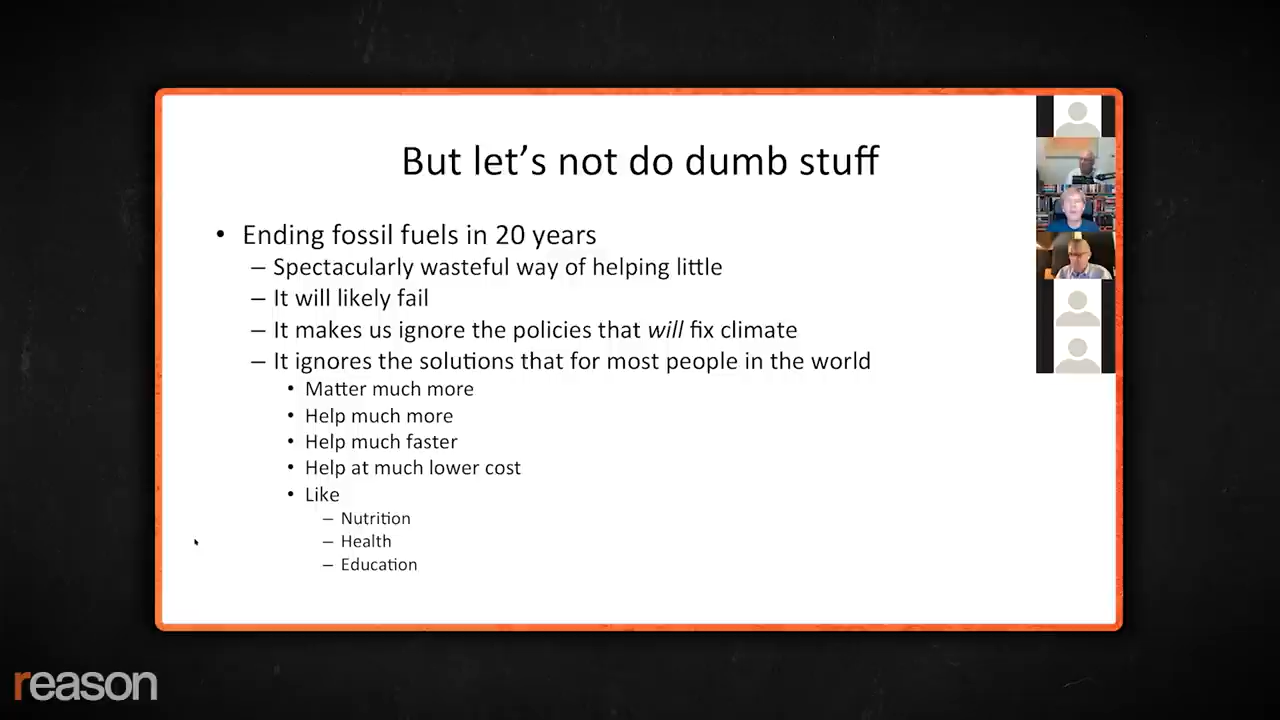 But let's not do dumb stuff
• Ending fossil fuels in 20 years
– Spectacularly wasteful way of helping little
– It will likely fail
– It makes us ignore the policies that will fix climate
– It ignores the solutions that for most people in the world
• Matter much more
• Help much more
• Help much faster
• Help at much lower cost
• Like
– Nutrition
– Health
– Education
reason